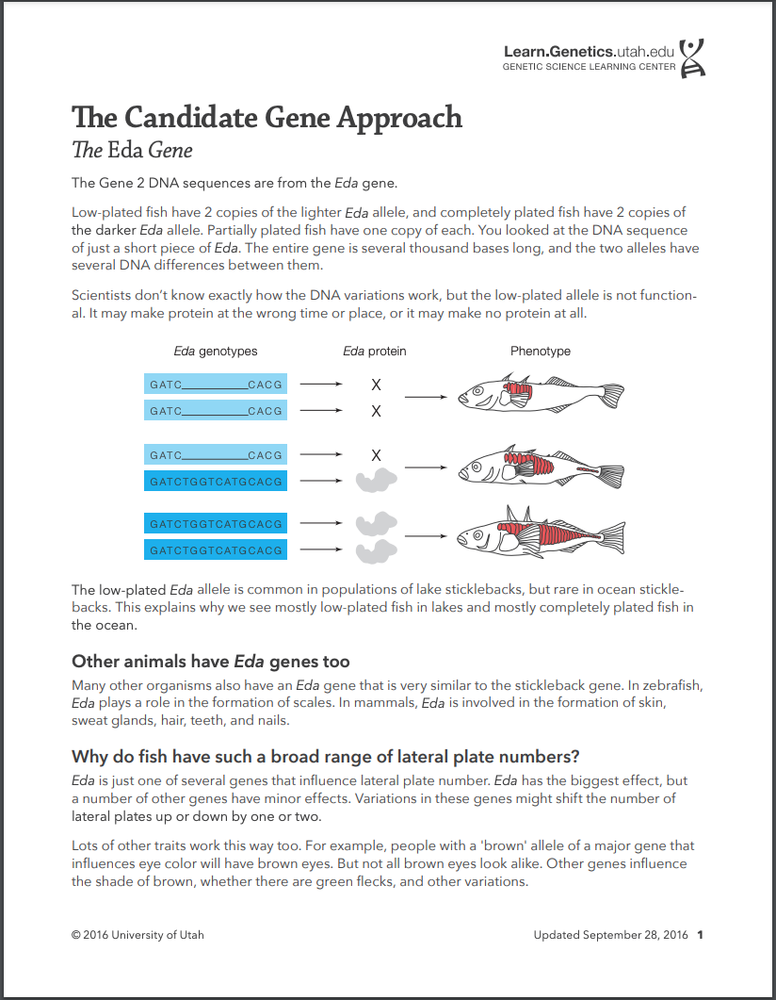 Learn.Genetics.utah.edu
GENETIC SCIENCE LEARNING CENTER
The Candidate Gene Approach
The Eda Gene
The Gene 2 DNA sequences are from the Eda gene.
Low-plated fish have 2 copies of the lighter Eda allele, and completely plated fish have 2 copies of
the darker Eda allele. Partially plated fish have one copy of each. You looked at the DNA sequence
of just a short piece of Eda. The entire gene is several thousand bases long, and the two alleles have
several DNA differences between them.
Scientists don't know exactly how the DNA variations work, but the low-plated allele is not function-
al. It may make protein at the wrong time or place, or it may make no protein at all.
Eda genotypes Eda protein Phenotype
GATC__________CACG X
GATC__________CACG X
GATC__________CACG X
GATCTGGTCATGCACG
GATCTGGTCATGCACG
GATCTGGTCATGCACG
The low-plated Eda allele is common in populations of lake sticklebacks, but rare in ocean stickle-
backs. This explains why we see mostly low-plated fish in lakes and mostly completely plated fish in
the ocean.
Other animals have Eda genes too
Many other organisms also have an Eda gene that is very similar to the stickleback gene. In zebrafish,
Eda plays a role in the formation of scales. In mammals, Eda is involved in the formation of skin,
sweat glands, hair, teeth, and nails.
Why do fish have such a broad range of lateral plate numbers?
Eda is just one of several genes that influence lateral plate number. Eda has the biggest effect, but
a number of other genes have minor effects. Variations in these genes might shift the number of
lateral plates up or down by one or two.
Lots of other traits work this way too. For example, people with a 'brown' allele of a major gene that
influences eye color will have brown eyes. But not all brown eyes look alike. Other genes influence
the shade of brown, whether there are green flecks, and other variations.
© 2016 University of Utah Updated September 28, 2016 1